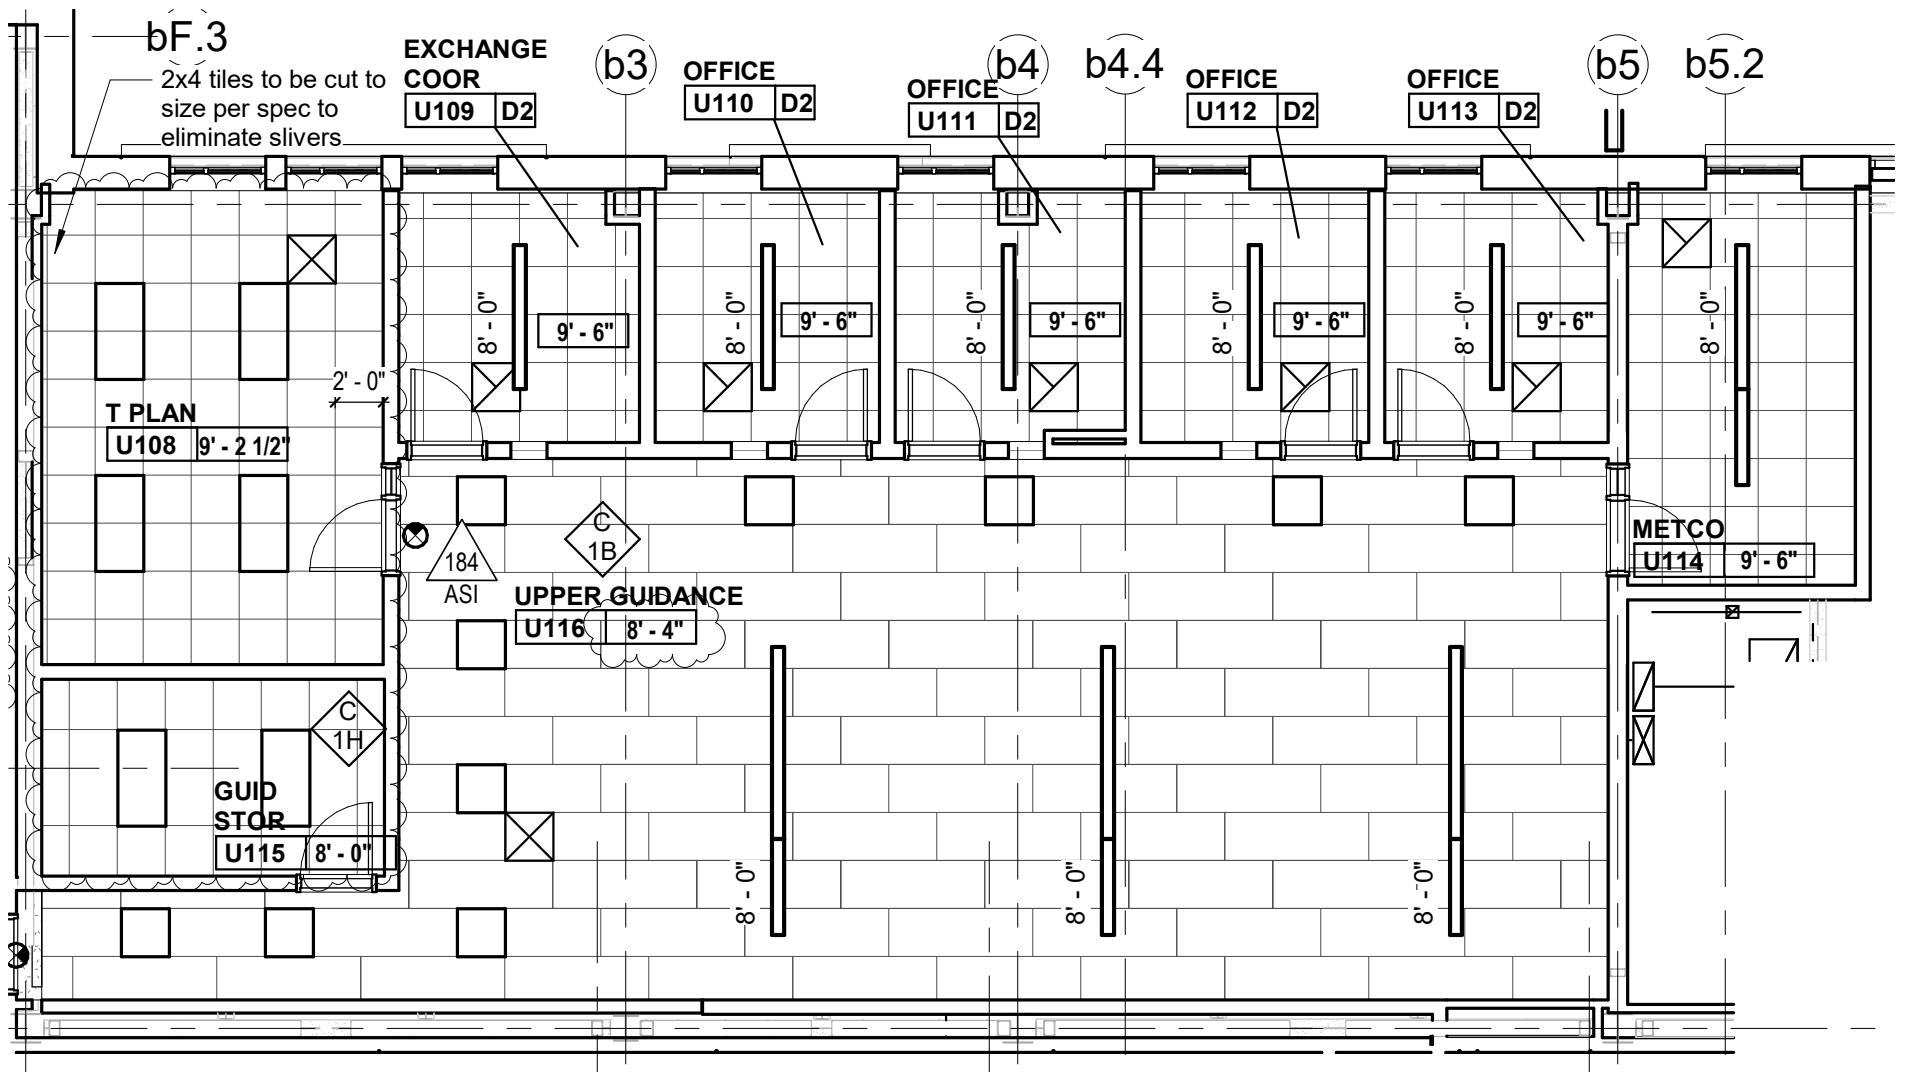 bF.3
2x4 tiles to be cut to
size per spec to
eliminate slivers
EXCHANGE
COOR
U109 D2
b3
OFFICE
U110 D2
OFFICE
U111 D2
b4
b4.4
OFFICE
U112 D2
OFFICE
U113 D2
b5
b5.2
8' - 0"
9' - 6"
8' - 0"
9' - 6"
8' - 0"
9' - 6"
8' - 0"
9' - 6"
8' - 0"
9' - 6"
8' - 0"
2' - 0"
T PLAN
U108 9' - 2 1/2"
C
1B
184
ASI
UPPER GUIDANCE
U116 8' - 4"
METCO
U114 9' - 6"
C
1H
GUID
STOR
U115 8' - 0"
8' - 0"
8' - 0"
8' - 0"